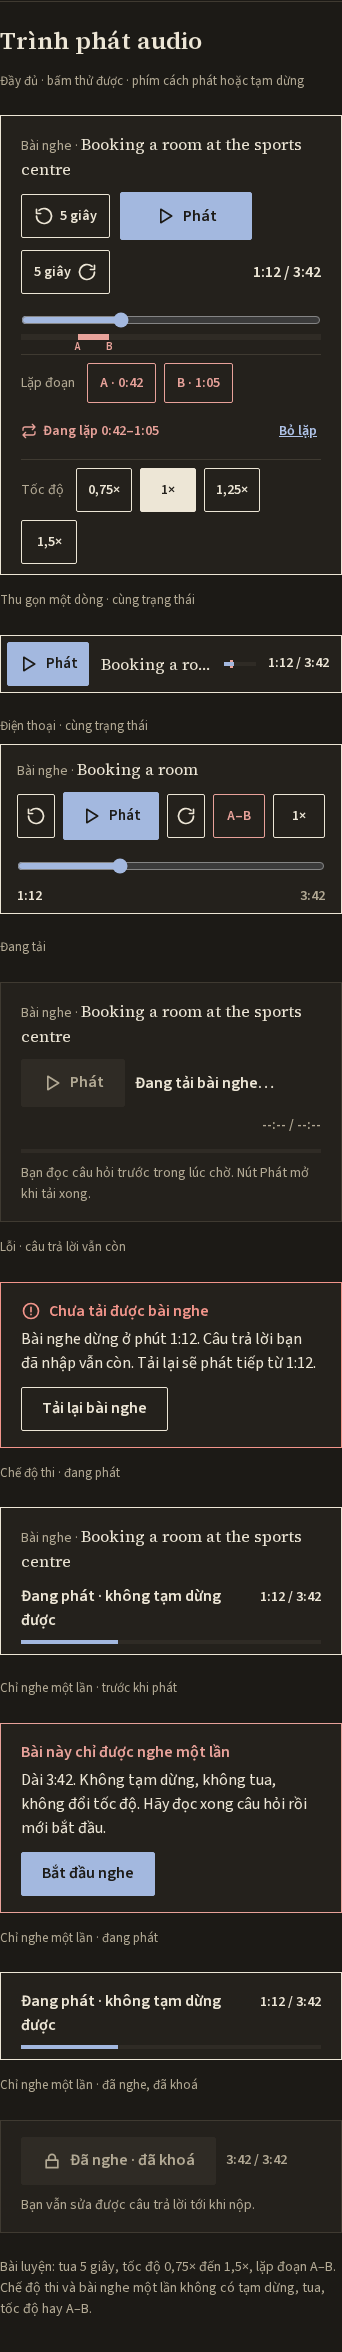 Trình phát audio
Đầy đủ · bấm thử được · phím cách phát hoặc tạm dừng
Bài nghe · Booking a room at the sports
centre
5 giây
Phát
5 giây
1:12 / 3:42
A
B
Lặp đoạn
A · 0:42
B · 1:05
Đang lặp 0:42–1:05
Bỏ lặp
Tốc độ
0,75×
1×
1,25×
1,5×
Thu gọn một dòng · cùng trạng thái
Phát
Booking a ro...
1:12 / 3:42
Điện thoại · cùng trạng thái
Bài nghe · Booking a room
Phát
A–B
1×
1:12
3:42
Đang tải
Bài nghe · Booking a room at the sports
centre
Phát
Đang tải bài nghe…
--:-- / --:--
Bạn đọc câu hỏi trước trong lúc chờ. Nút Phát mở
khi tải xong.
Lỗi · câu trả lời vẫn còn
Chưa tải được bài nghe
Bài nghe dừng ở phút 1:12. Câu trả lời bạn
đã nhập vẫn còn. Tải lại sẽ phát tiếp từ 1:12.
Tải lại bài nghe
Chế độ thi · đang phát
Bài nghe · Booking a room at the sports
centre
Đang phát · không tạm dừng
được
1:12 / 3:42
Chỉ nghe một lần · trước khi phát
Bài này chỉ được nghe một lần
Dài 3:42. Không tạm dừng, không tua,
không đổi tốc độ. Hãy đọc xong câu hỏi rồi
mới bắt đầu.
Bắt đầu nghe
Chỉ nghe một lần · đang phát
Đang phát · không tạm dừng
được
1:12 / 3:42
Chỉ nghe một lần · đã nghe, đã khoá
Đã nghe · đã khoá
3:42 / 3:42
Bạn vẫn sửa được câu trả lời tới khi nộp.
Bài luyện: tua 5 giây, tốc độ 0,75× đến 1,5×, lặp đoạn A–B.
Chế độ thi và bài nghe một lần không có tạm dừng, tua,
tốc độ hay A–B.